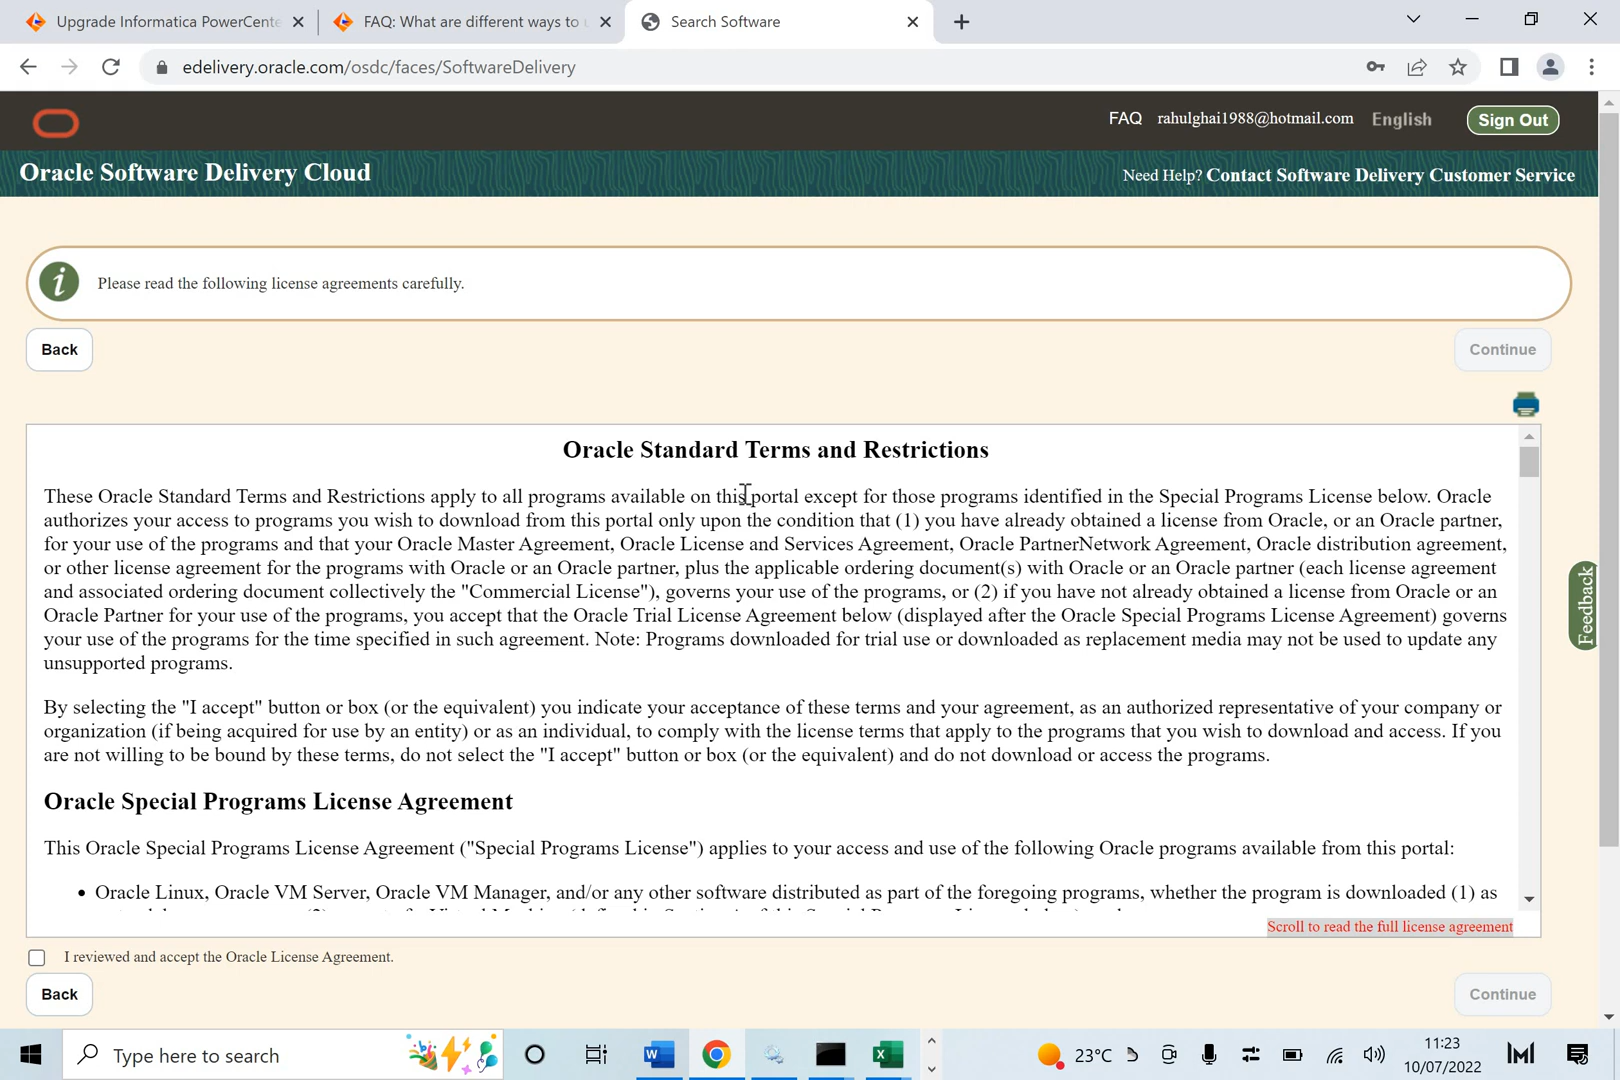 Upgrade Informatica PowerCente
FAQ: What are different ways to u
Search Software
edelivery.oracle.com/osdc/faces/SoftwareDelivery
FAQ rahulghai1988@hotmail.com English Sign Out
Oracle Software Delivery Cloud
Need Help? Contact Software Delivery Customer Service
i Please read the following license agreements carefully.
Back
Continue
Oracle Standard Terms and Restrictions
These Oracle Standard Terms and Restrictions apply to all programs available on this portal except for those programs identified in the Special Programs License below. Oracle
authorizes your access to programs you wish to download from this portal only upon the condition that (1) you have already obtained a license from Oracle, or an Oracle partner,
for your use of the programs and that your Oracle Master Agreement, Oracle License and Services Agreement, Oracle PartnerNetwork Agreement, Oracle distribution agreement,
or other license agreement for the programs with Oracle or an Oracle partner, plus the applicable ordering document(s) with Oracle or an Oracle partner (each license agreement
and associated ordering document collectively the "Commercial License"), governs your use of the programs, or (2) if you have not already obtained a license from Oracle or an
Oracle Partner for your use of the programs, you accept that the Oracle Trial License Agreement below (displayed after the Oracle Special Programs License Agreement) governs
your use of the programs for the time specified in such agreement. Note: Programs downloaded for trial use or downloaded as replacement media may not be used to update any
unsupported programs.
By selecting the "I accept" button or box (or the equivalent) you indicate your acceptance of these terms and your agreement, as an authorized representative of your company or
organization (if being acquired for use by an entity) or as an individual, to comply with the license terms that apply to the programs that you wish to download and access. If you
are not willing to be bound by these terms, do not select the "I accept" button or box (or the equivalent) and do not download or access the programs.
Oracle Special Programs License Agreement
This Oracle Special Programs License Agreement ("Special Programs License") applies to your access and use of the following Oracle programs available from this portal:
• Oracle Linux, Oracle VM Server, Oracle VM Manager, and/or any other software distributed as part of the foregoing programs, whether the program is downloaded (1) as
Scroll to read the full license agreement
Feedback
I reviewed and accept the Oracle License Agreement.
Back
Continue
Type here to search
23°C
11:23
10/07/2022